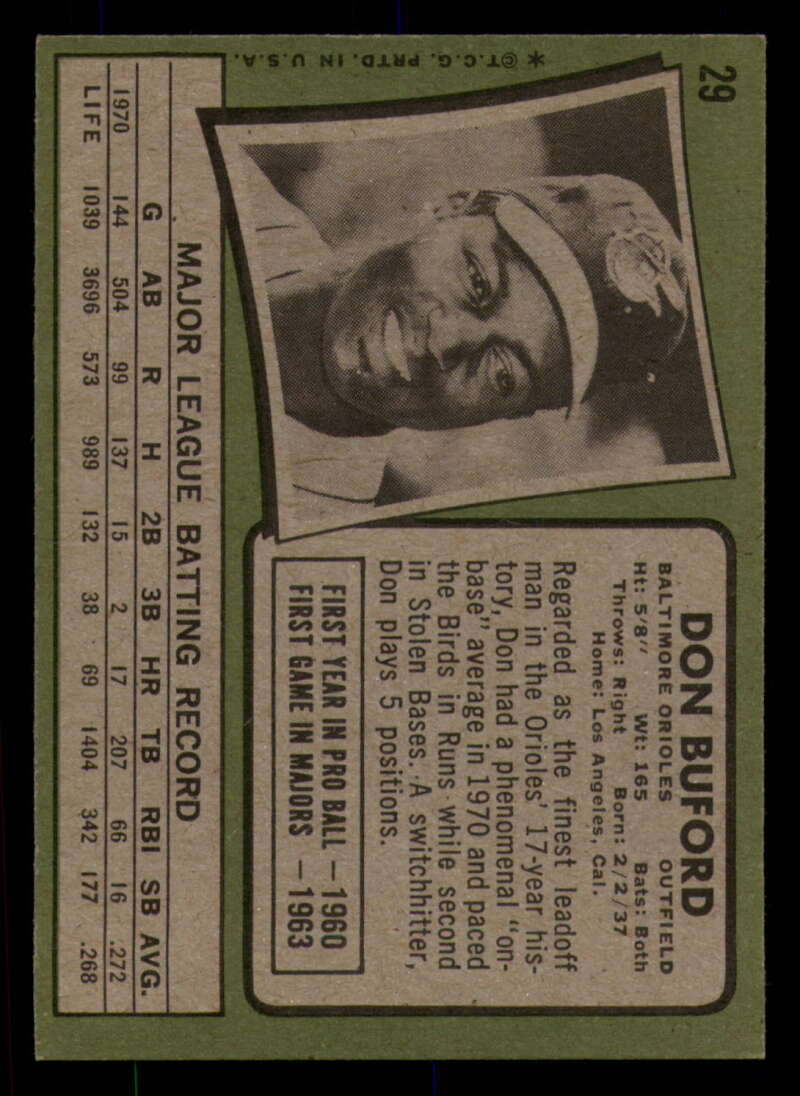 29
* ©T.C.G. PRTD. IN U.S.A.
DON BUFORD
BALTIMORE ORIOLES OUTFIELD
Ht: 5'8" Wt: 165 Bats: Both
Throws: Right Born: 2/2/37
Home: Los Angeles, Cal.
Regarded as the finest leadoff
man in the Orioles' 17-year his-
tory, Don had a phenomenal "on-
base" average in 1970 and paced
the Birds in Runs while second
in Stolen Bases. A switchhitter,
Don plays 5 positions.
FIRST YEAR IN PRO BALL – 1960
FIRST GAME IN MAJORS – 1963
MAJOR LEAGUE BATTING RECORD
G AB R H 2B 3B HR TB RBI SB AVG.
1970 144 504 99 137 15 2 17 207 66 16 .272
LIFE 1039 3696 573 989 132 38 69 1404 342 177 .268